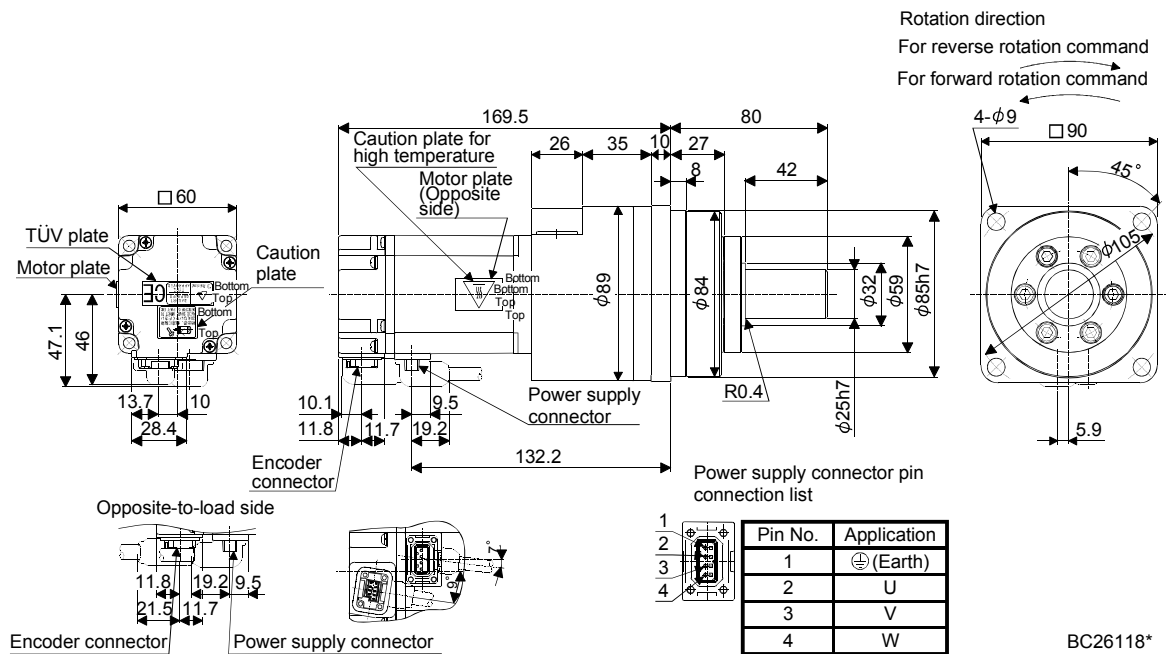 Rotation direction
For reverse rotation command
For forward rotation command
169.5
80
4-φ9
□90
Caution plate for
high temperature
26
35
10
27
Motor plate
(Opposite
side)
8
42
45°
□60
TÜV plate
Motor plate
Caution
plate
CE
Bottom
Top
Bottom
Top
Bottom
Bottom
Top
Top
φ89
φ84
φ32
φ59
φ85h7
φ105
47.1
46
13.7
10
28.4
10.1
11.8
11.7
9.5
19.2
Power supply
connector
R0.4
φ25h7
5.9
132.2
Encoder
connector
Power supply connector pin
connection list
Opposite-to-load side
11.8
19.2
9.5
21.5
11.7
Encoder connector
Power supply connector
7°
9°
1
2
3
4
Pin No. Application
1 (Earth)
2 U
3 V
4 W
BC26118*